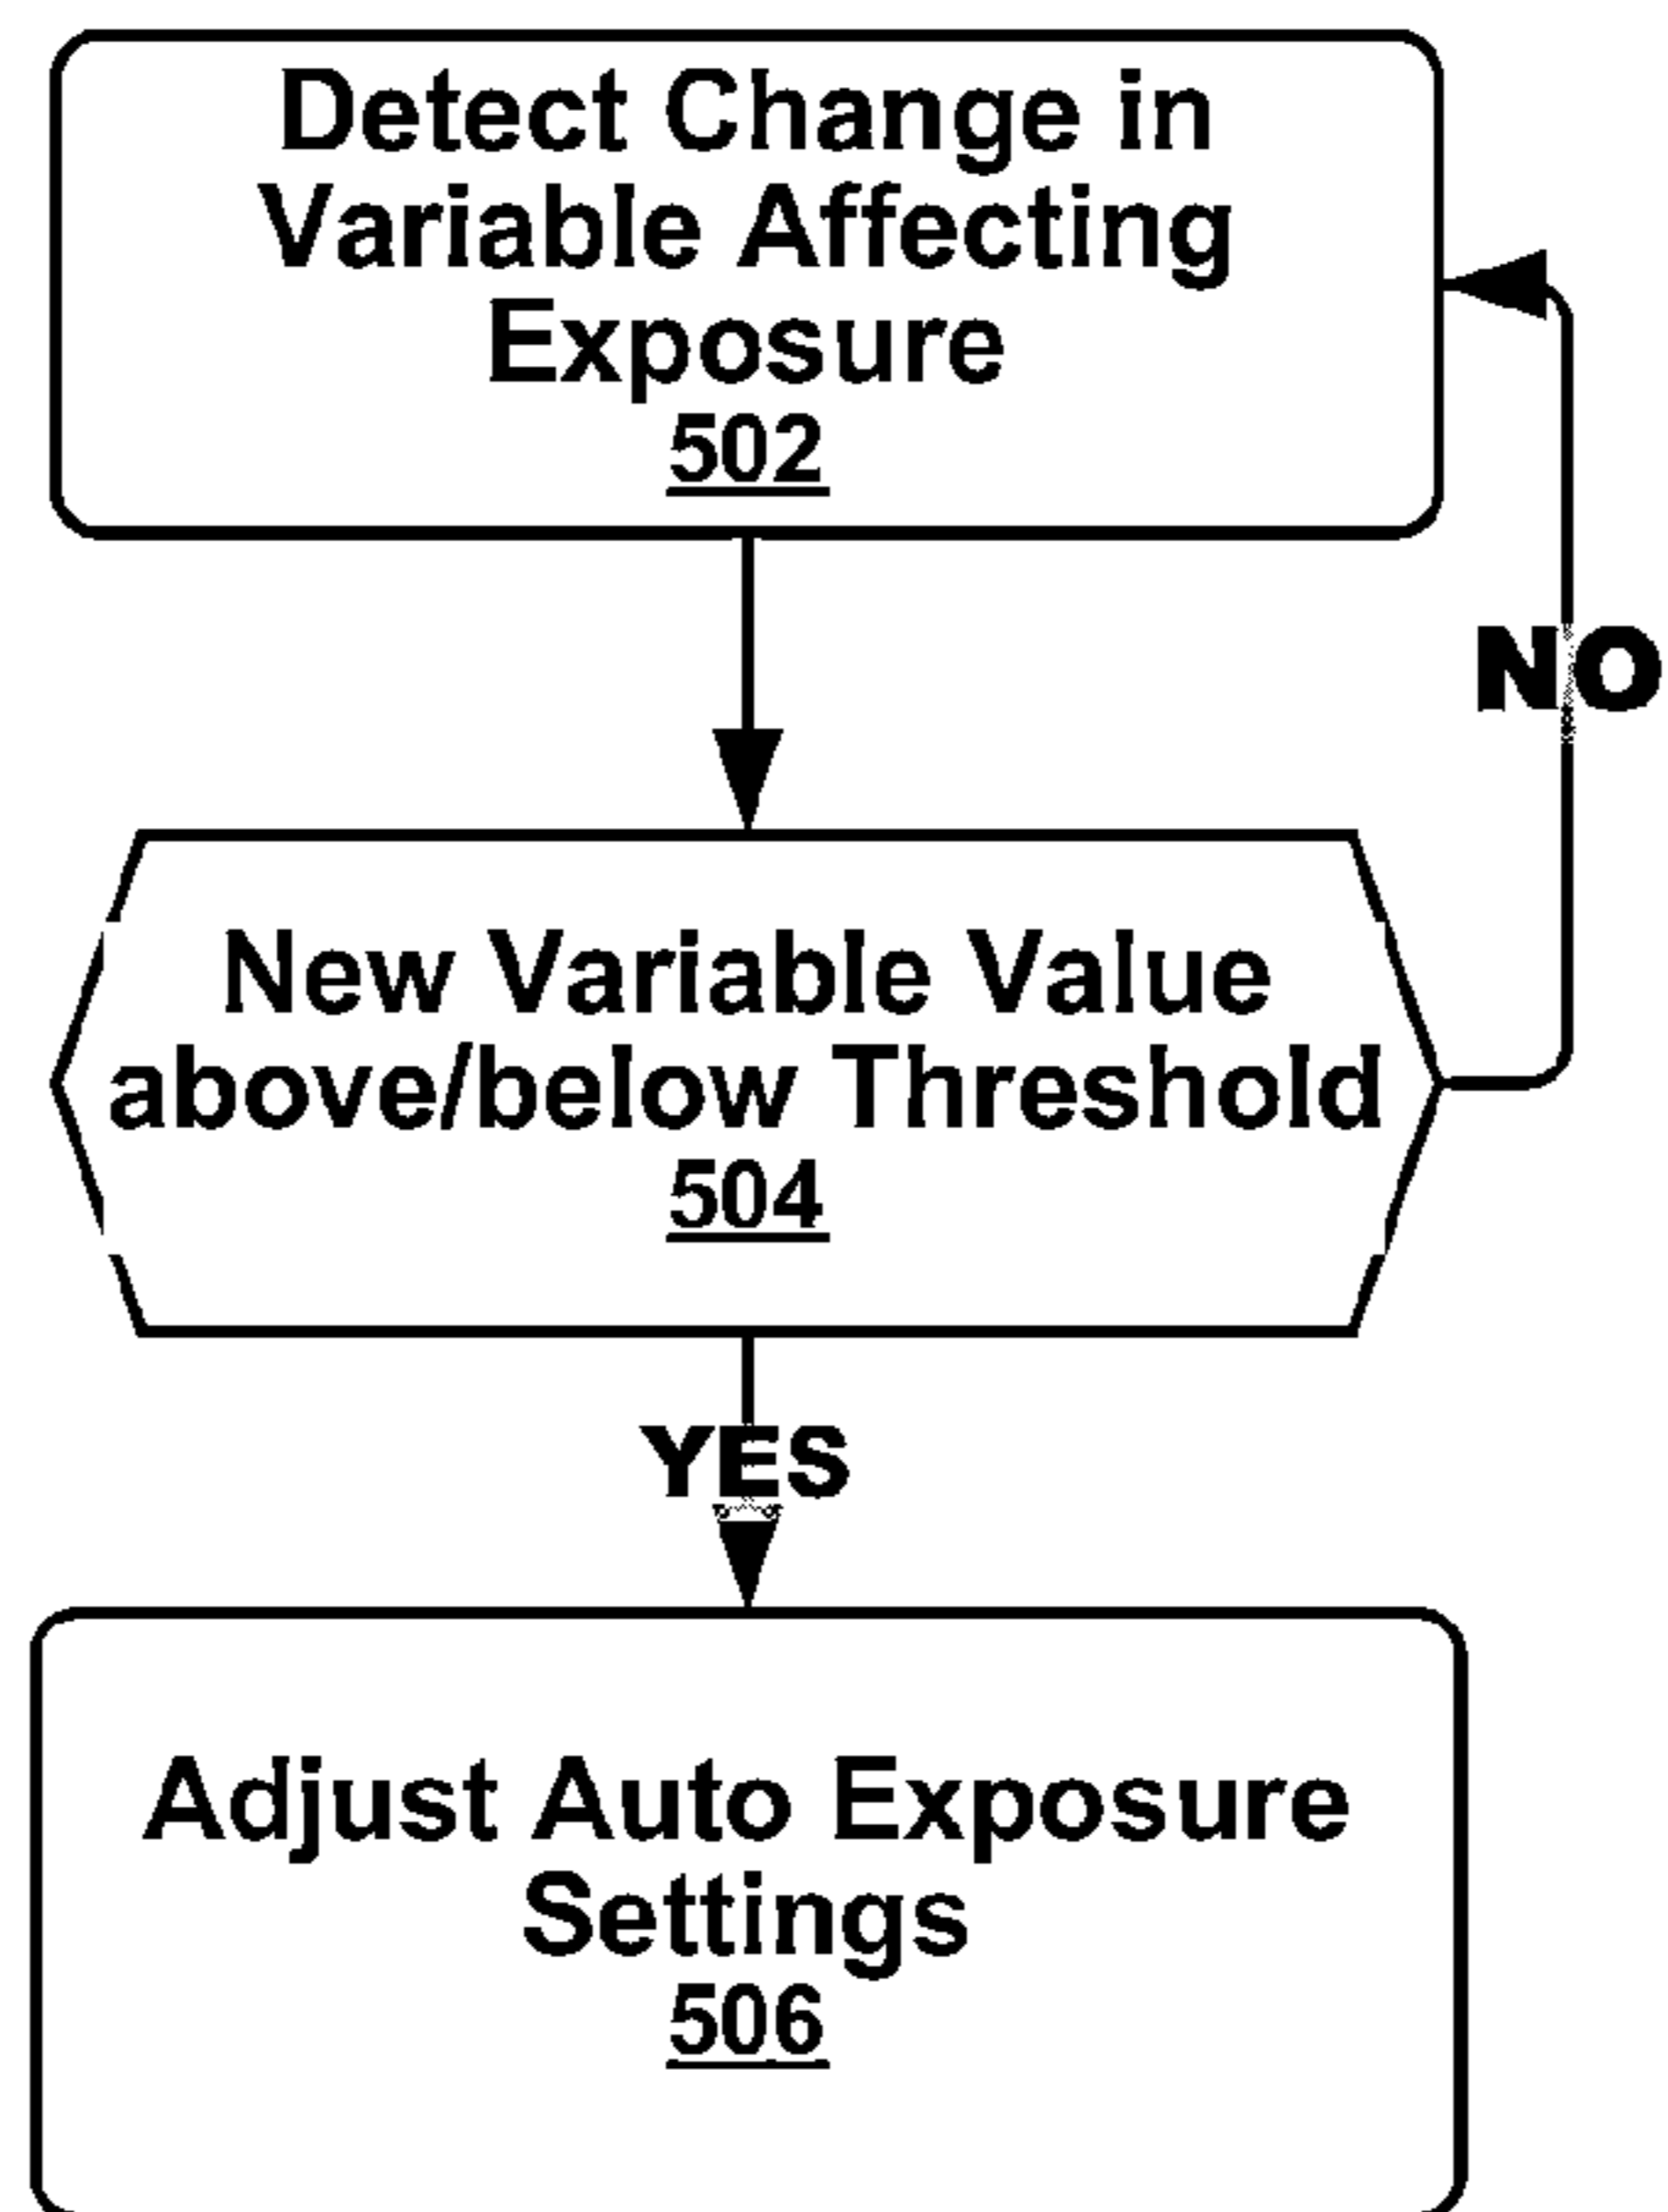 Detect Change in
Variable Affecting
Exposure
502
NO
New Variable Value
above/below Threshold
504
YES
Adjust Auto Exposure
Settings
506